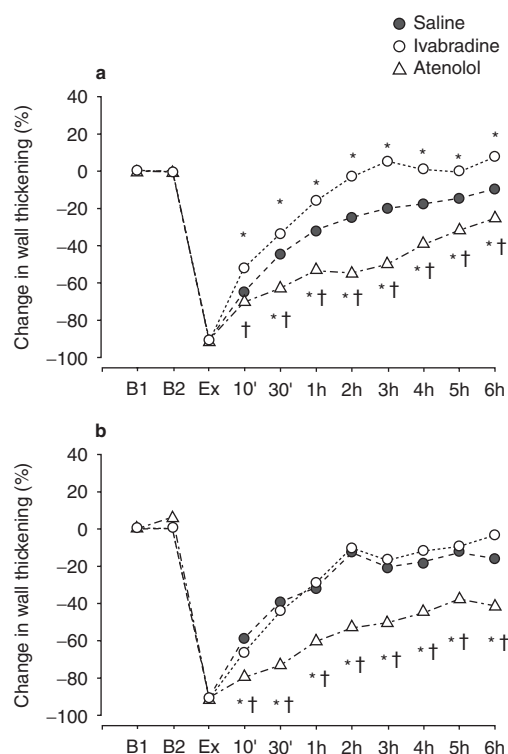 Saline
Ivabradine
Atenolol
a
Change in wall thickening (%)
40
20
0
−20
−40
−60
−80
−100
* * * * * * * *
† *† *† *† *† *† *† *†
B1 B2 Ex 10' 30' 1h 2h 3h 4h 5h 6h
b
Change in wall thickening (%)
40
20
0
−20
−40
−60
−80
−100
*† *† *† *† *† *† *† *†
B1 B2 Ex 10' 30' 1h 2h 3h 4h 5h 6h